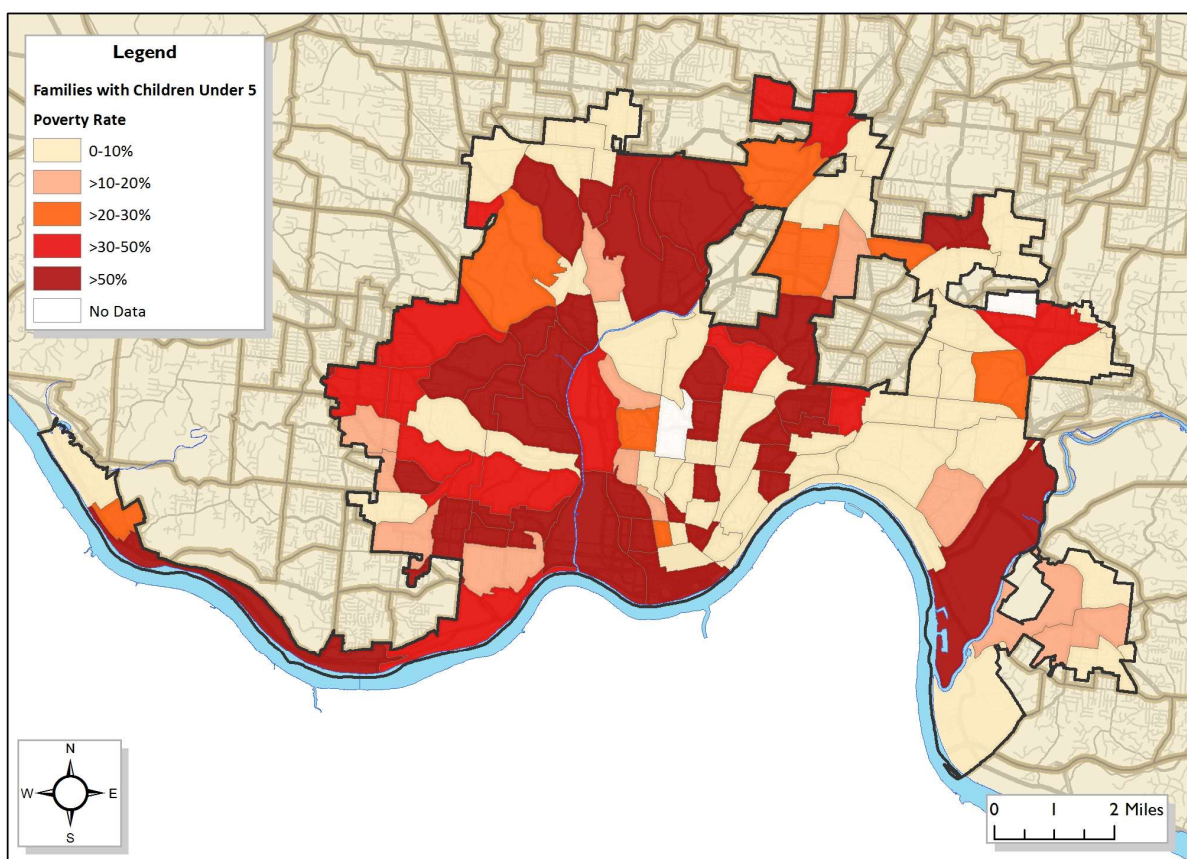 Legend
Families with Children Under 5
Poverty Rate
0-10%
>10-20%
>20-30%
>30-50%
>50%
No Data
N
W E
S
0 1 2 Miles